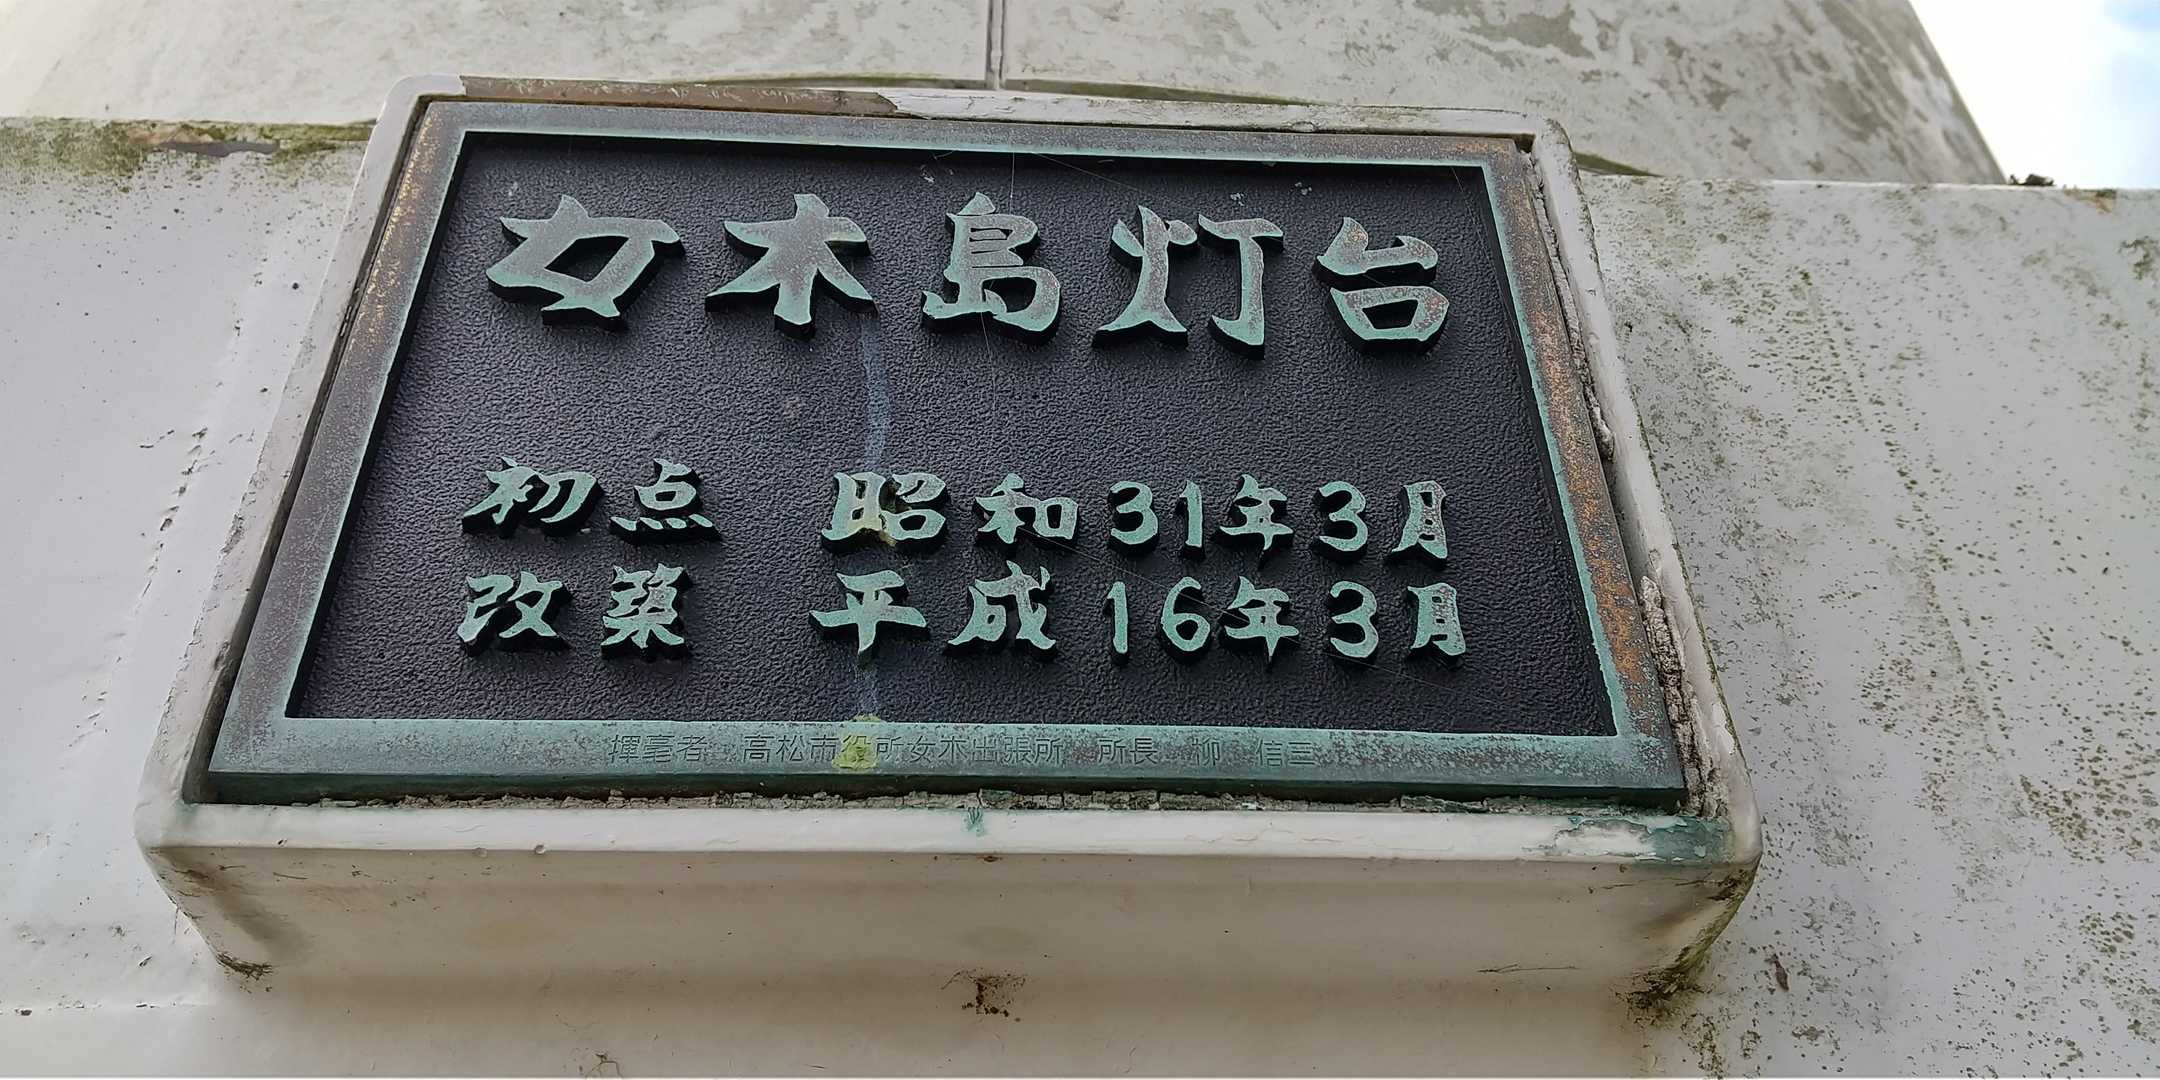 女木島灯台
初点 昭和31年3月
改築 平成16年3月
揮毫者 高松市役所女木出張所 所長 柳 信三